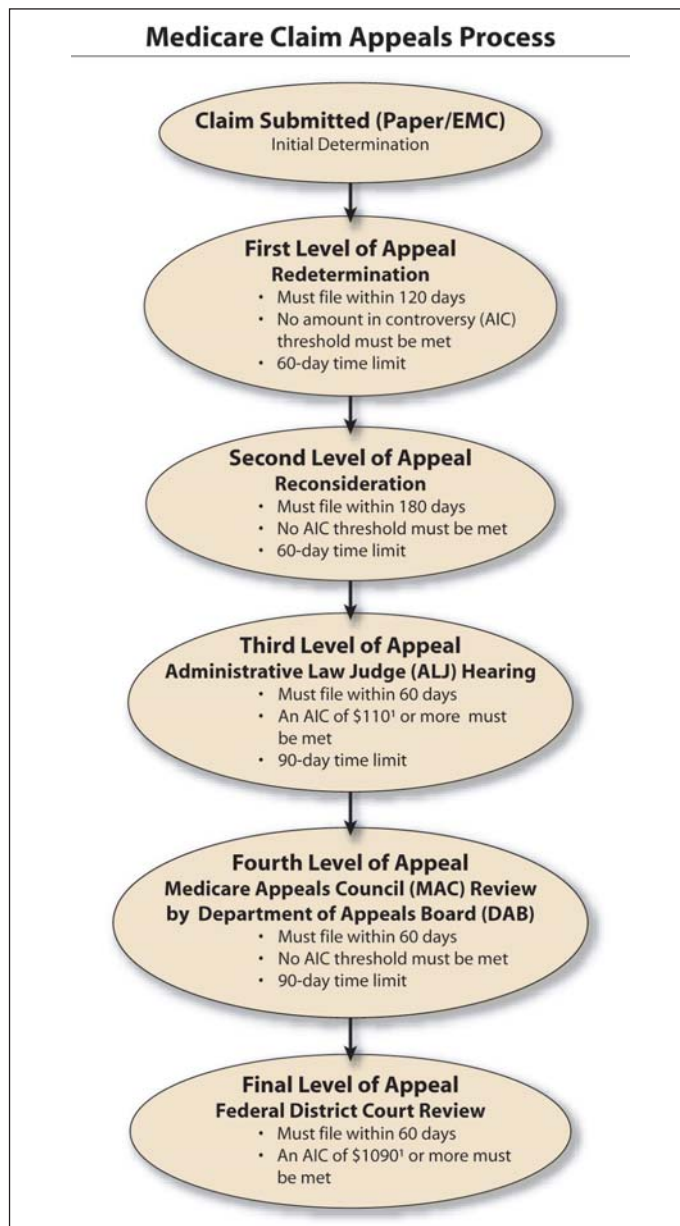 Medicare Claim Appeals Process
Claim Submitted (Paper/EMC)
Initial Determination
First Level of Appeal
Redetermination
• Must file within 120 days
• No amount in controversy (AIC)
threshold must be met
• 60-day time limit
Second Level of Appeal
Reconsideration
• Must file within 180 days
• No AIC threshold must be met
• 60-day time limit
Third Level of Appeal
Administrative Law Judge (ALJ) Hearing
• Must file within 60 days
• An AIC of $110¹ or more must
be met
• 90-day time limit
Fourth Level of Appeal
Medicare Appeals Council (MAC) Review
by Department of Appeals Board (DAB)
• Must file within 60 days
• No AIC threshold must be met
• 90-day time limit
Final Level of Appeal
Federal District Court Review
• Must file within 60 days
• An AIC of $1090¹ or more must
be met